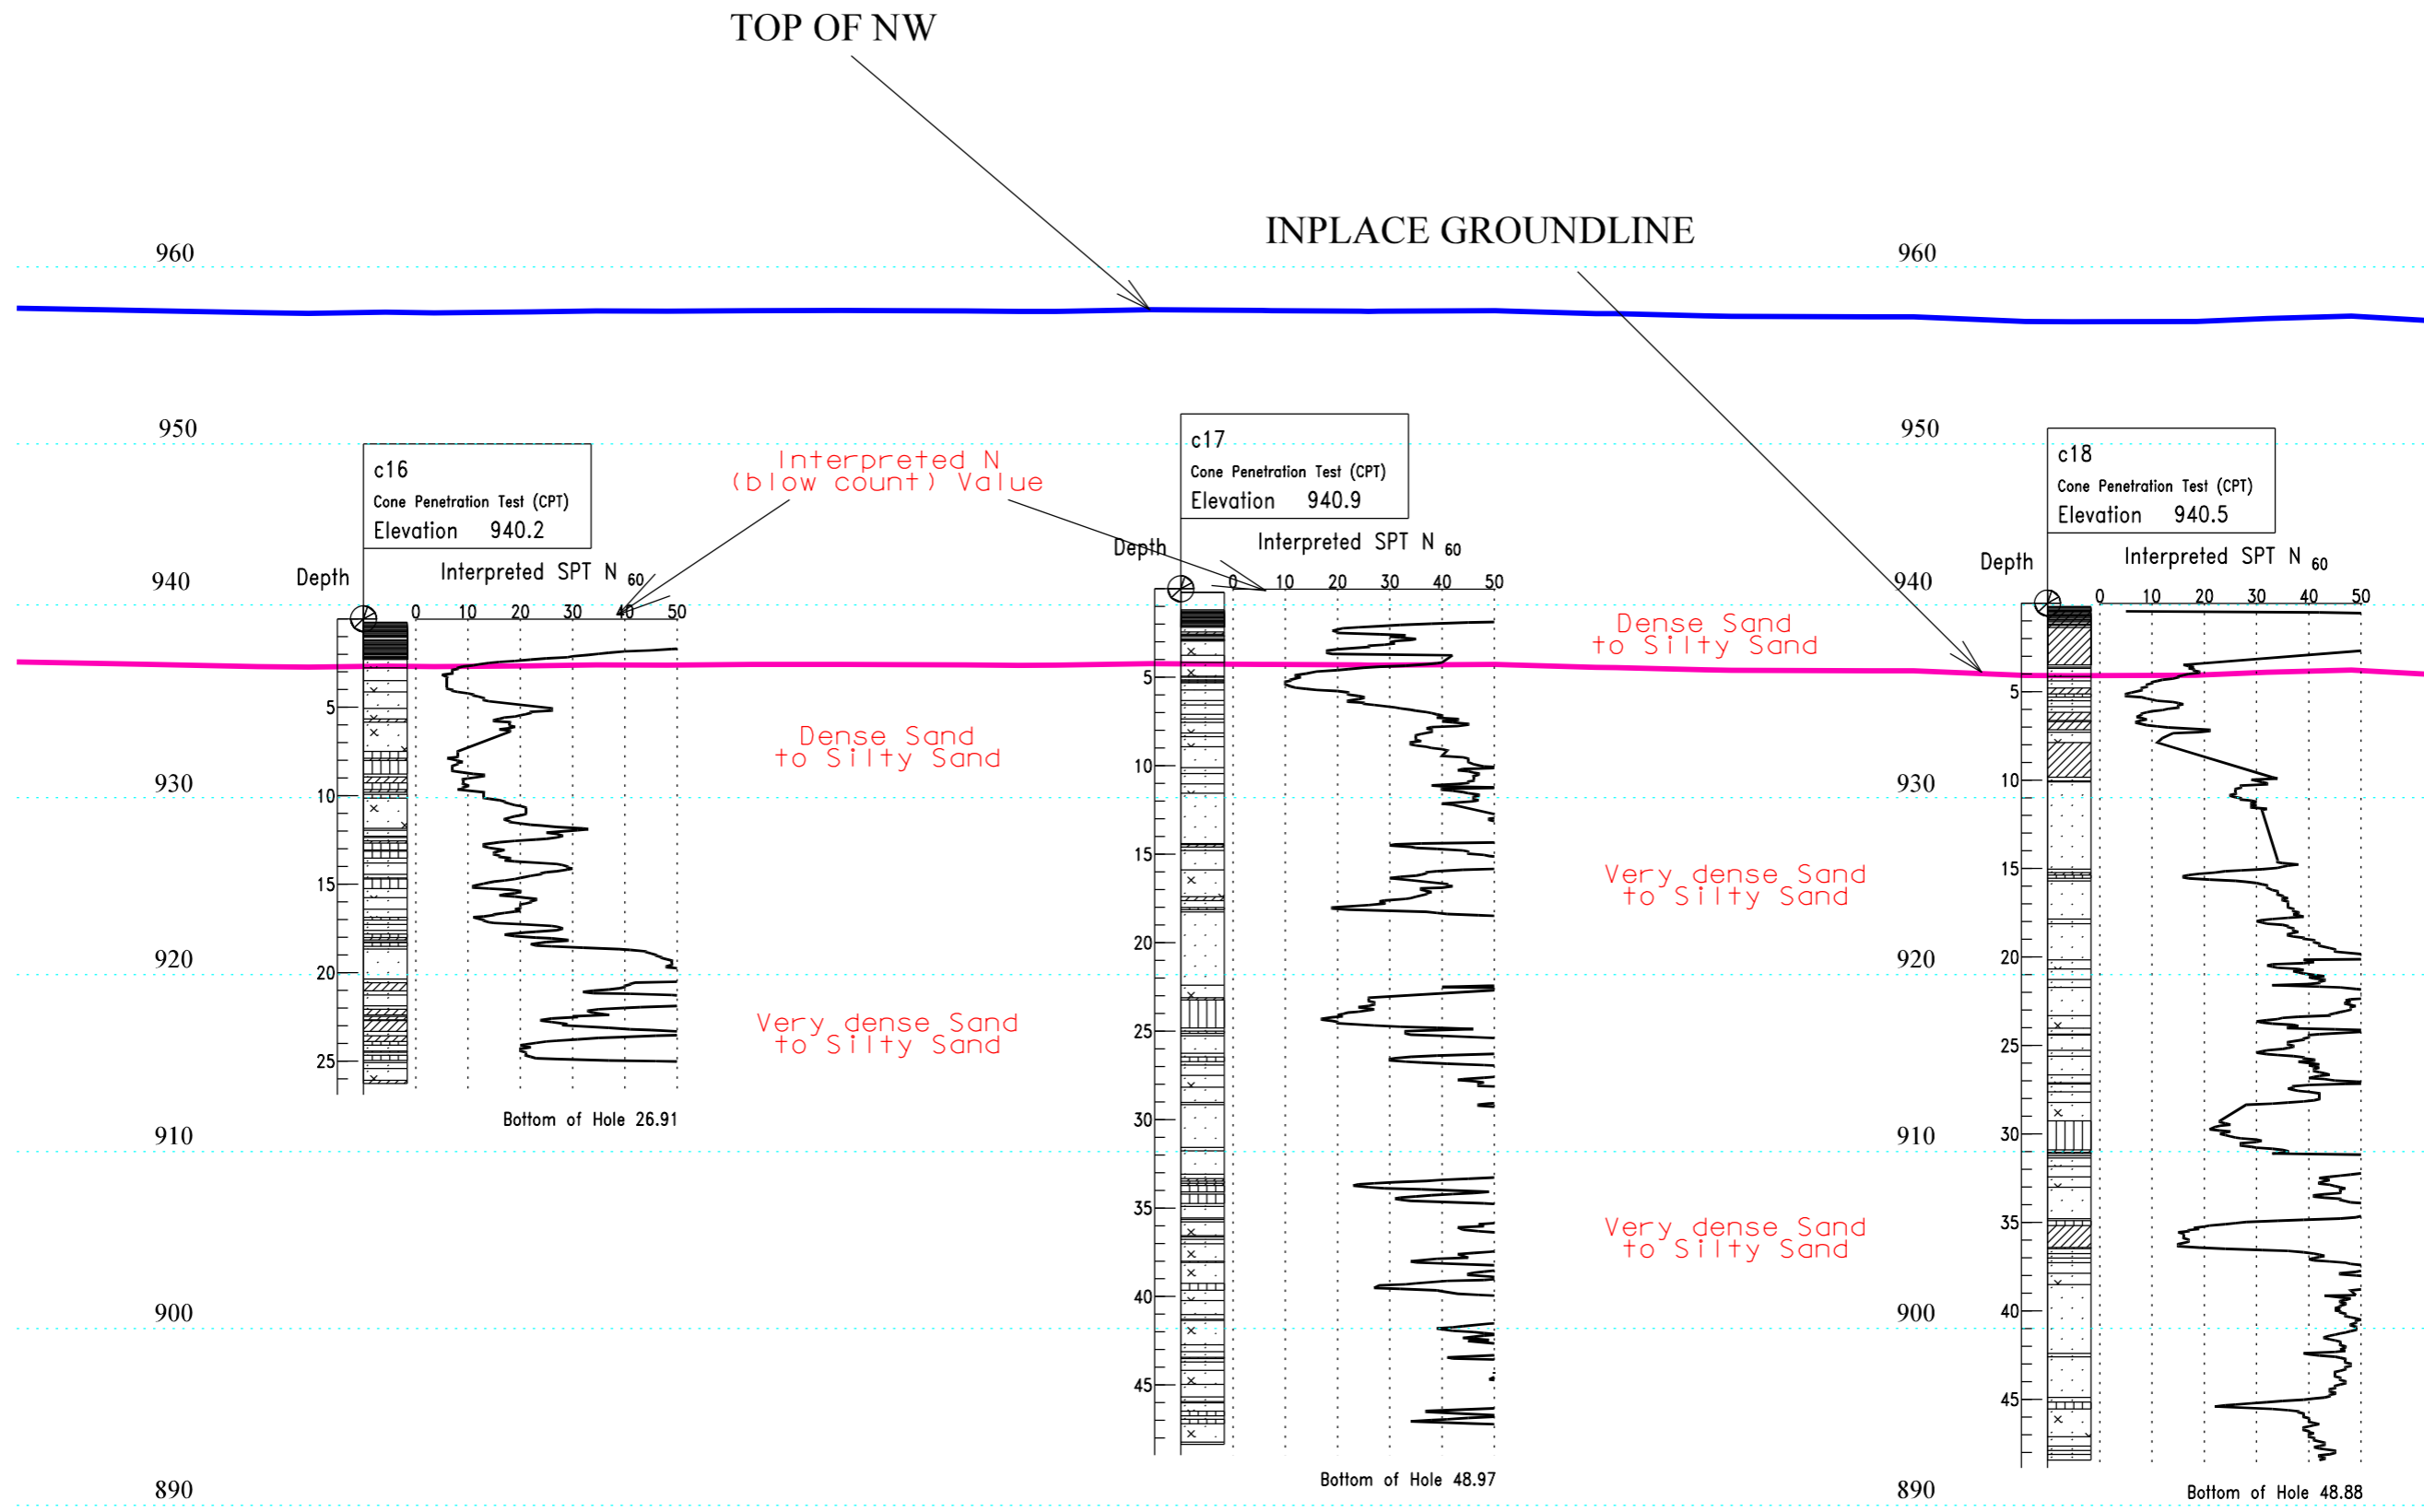 TOP OF NW
INPLACE GROUNDLINE
960
960
950
950
c16
Cone Penetration Test (CPT)
Elevation 940.2
Interpreted N
(blow count) Value
c17
Cone Penetration Test (CPT)
Elevation 940.9
c18
Cone Penetration Test (CPT)
Elevation 940.5
Depth
Interpreted SPT N 60
Depth
Interpreted SPT N 60
Depth
Interpreted SPT N 60
940
940
0 10 20 30 40 50
0 10 20 30 40 50
0 10 20 30 40 50
Dense Sand
to Silty Sand
Dense Sand
to Silty Sand
930
930
Very dense Sand
to Silty Sand
920
920
Very dense Sand
to Silty Sand
910
910
Very dense Sand
to Silty Sand
900
900
890
890
5
10
15
20
25
Bottom of Hole 26.91
5
10
15
20
25
30
35
40
45
Bottom of Hole 48.97
5
10
15
20
25
30
35
40
45
Bottom of Hole 48.88